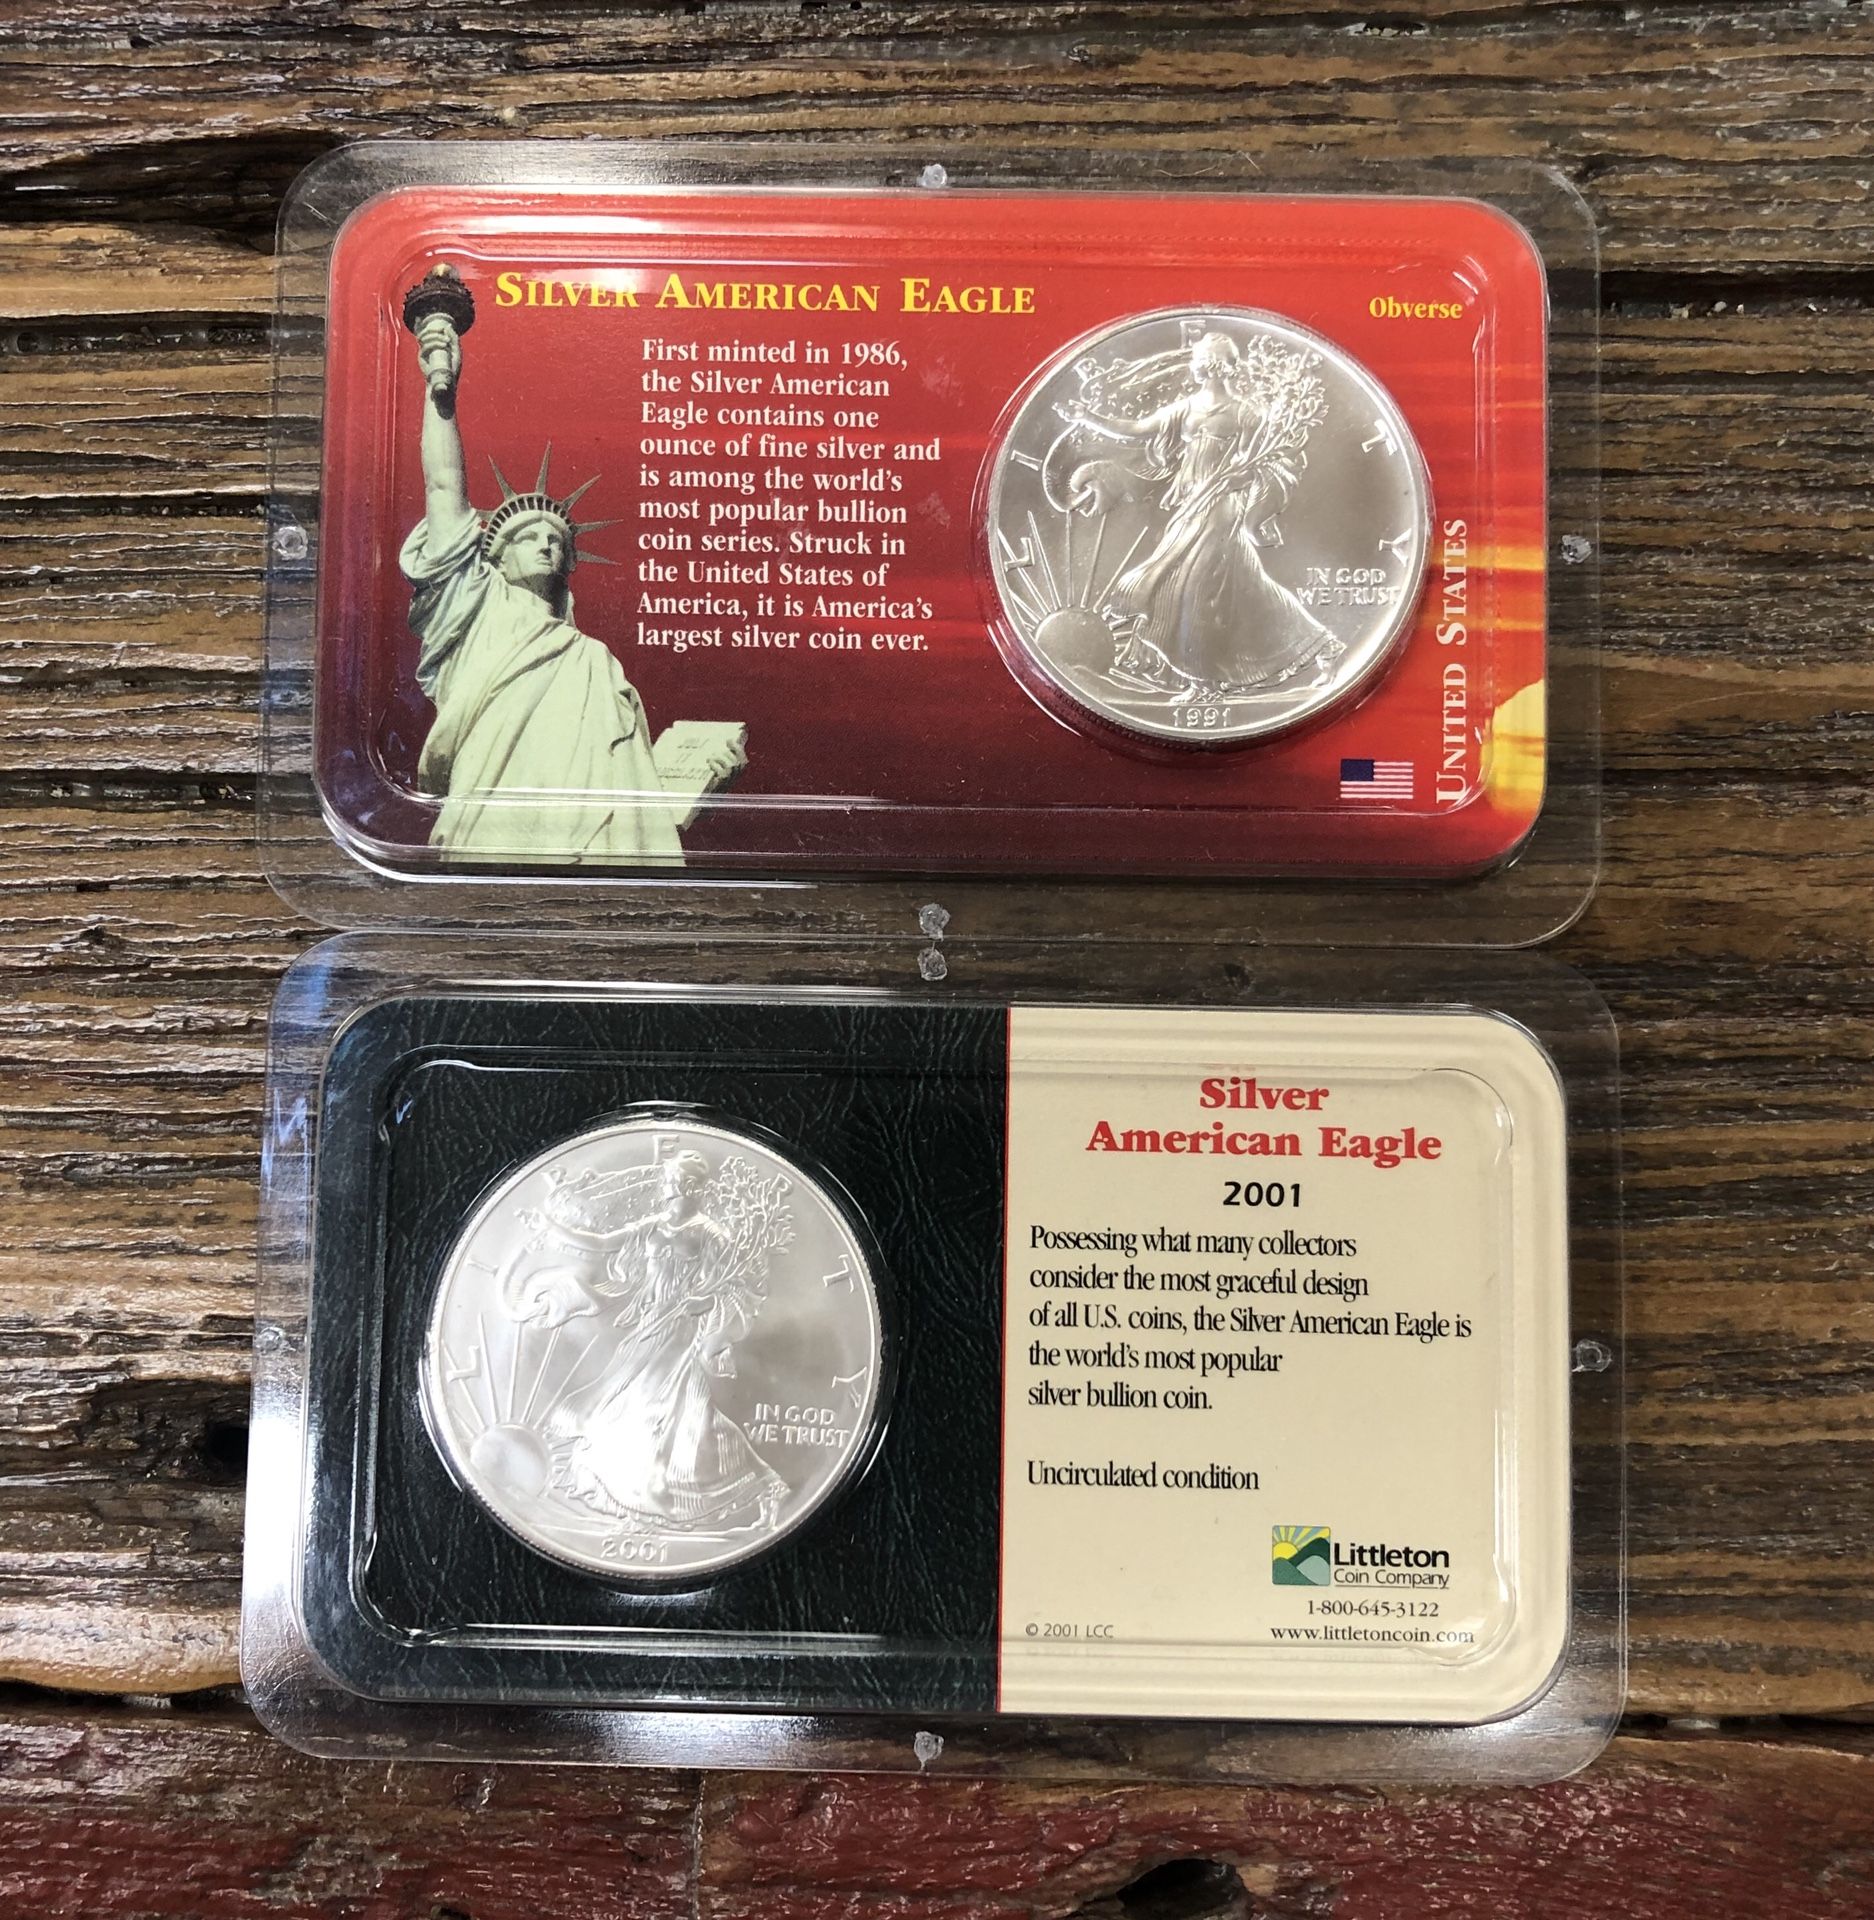 SILVER AMERICAN EAGLE
Obverse
First minted in 1986,
the Silver American
Eagle contains one
ounce of fine silver and
is among the world's
most popular bullion
coin series. Struck in
the United States of
America, it is America's
largest silver coin ever.
LIBERTY
IN GOD
WE TRUST
1991
UNITED STATES
JULY
IV
LIBERTY
IN GOD
WE TRUST
2001
Silver
American Eagle
2001
Possessing what many collectors
consider the most graceful design
of all U.S. coins, the Silver American Eagle is
the world's most popular
silver bullion coin.
Uncirculated condition
Littleton
Coin Company
1-800-645-3122
© 2001 LCC
www.littletoncoin.com